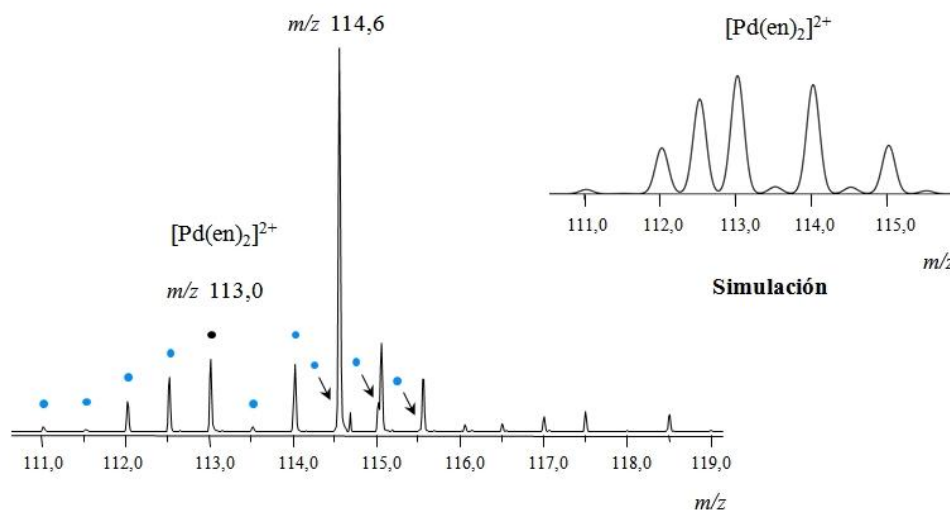 m/z 114,6
[Pd(en)₂]²⁺
111,0 112,0 113,0 114,0 115,0
m/z
Simulación
[Pd(en)₂]²⁺
m/z 113,0
111,0 112,0 113,0 114,0 115,0 116,0 117,0 118,0 119,0
m/z